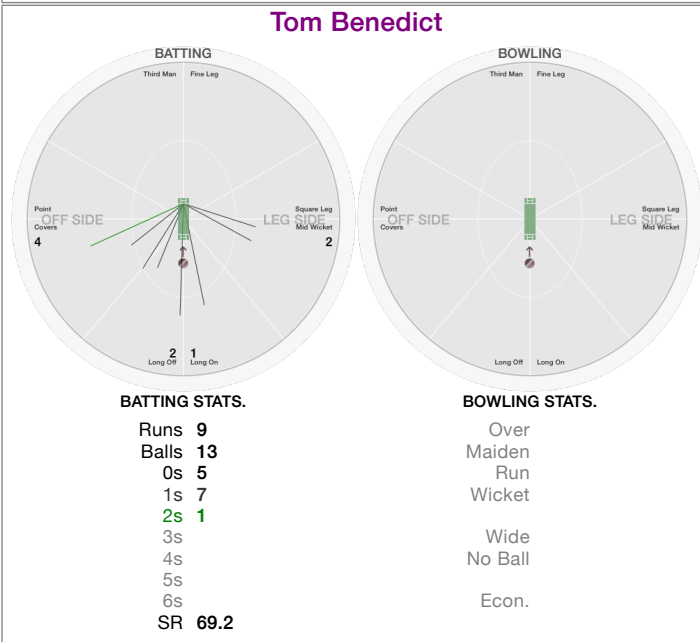 Tom Benedict
BATTING
Third Man Fine Leg
Point
OFF SIDE
Covers
4
Square Leg
LEG SIDE
Mid Wicket
2
2 1
Long Off Long On
BATTING STATS.
Runs 9
Balls 13
0s 5
1s 7
2s 1
3s
4s
5s
6s
SR 69.2
BOWLING
Third Man Fine Leg
Point
OFF SIDE
Covers
Square Leg
LEG SIDE
Mid Wicket
Long Off Long On
BOWLING STATS.
Over
Maiden
Run
Wicket
Wide
No Ball
Econ.